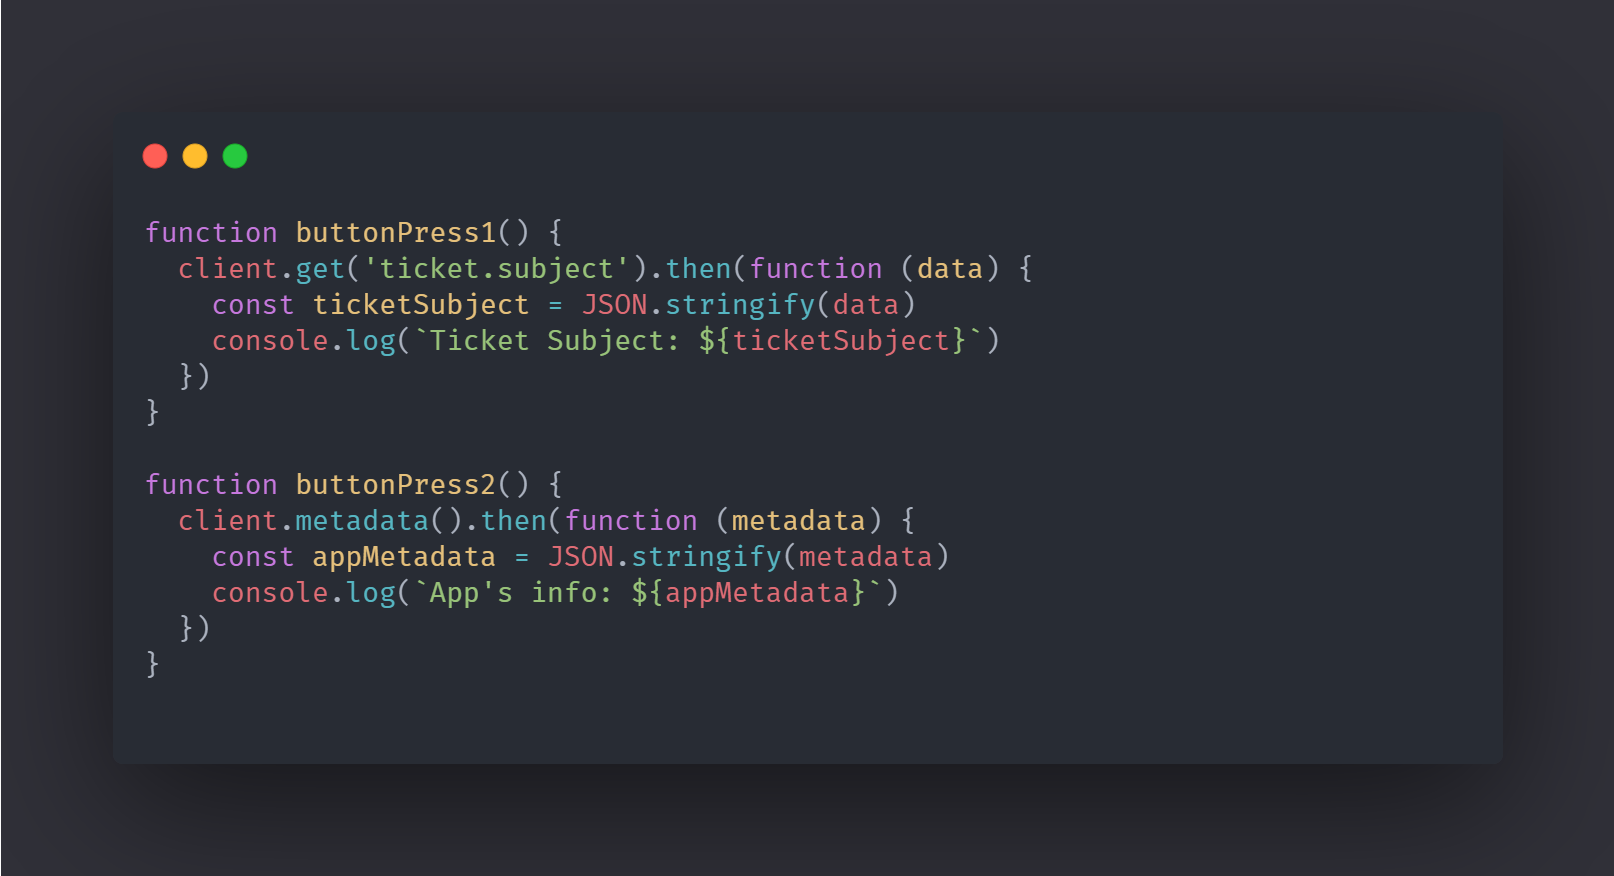 function buttonPress1() {
  client.get('ticket.subject').then(function (data) {
    const ticketSubject = JSON.stringify(data)
    console.log(`Ticket Subject: ${ticketSubject}`)
  })
}

function buttonPress2() {
  client.metadata().then(function (metadata) {
    const appMetadata = JSON.stringify(metadata)
    console.log(`App's info: ${appMetadata}`)
  })
}